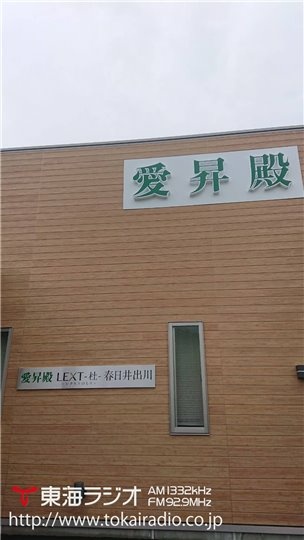 愛昇殿
愛昇殿 LEXT-杜- 春日井出川
東海ラジオ AM1332kHz
FM92.9MHz
http://www.tokairadio.co.jp